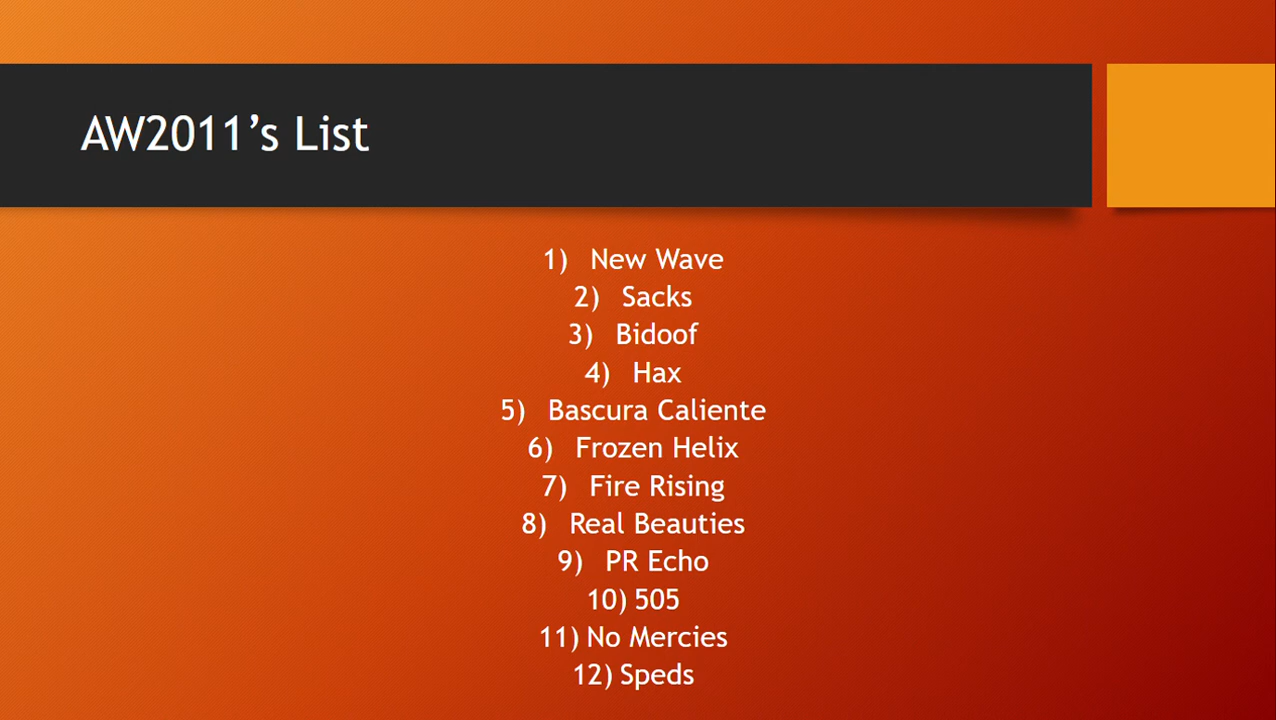 AW2011’s List
1) New Wave
2) Sacks
3) Bidoof
4) Hax
5) Bascura Caliente
6) Frozen Helix
7) Fire Rising
8) Real Beauties
9) PR Echo
10) 505
11) No Mercies
12) Speds